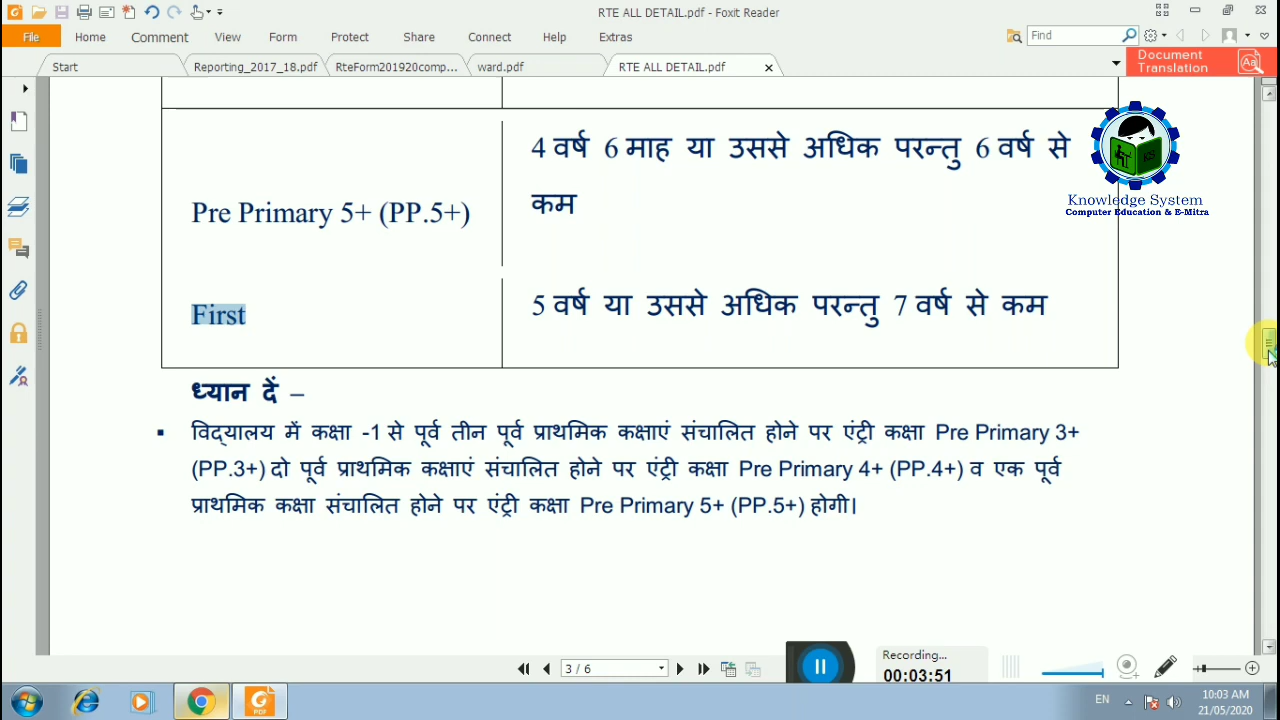 RTE ALL DETAIL.pdf - Foxit Reader
File Home Comment View Form Protect Share Connect Help Extras Find
Start Reporting_2017_18.pdf RteForm201920comp... ward.pdf RTE ALL DETAIL.pdf
Document
Translation
4 वर्ष 6 माह या उससे अधिक परन्तु 6 वर्ष से
कम
Pre Primary 5+ (PP.5+)
Knowledge System
Computer Education & E-Mitra
KS
First
5 वर्ष या उससे अधिक परन्तु 7 वर्ष से कम
ध्यान दें –
▪ विद्यालय में कक्षा -1 से पूर्व तीन पूर्व प्राथमिक कक्षाएं संचालित होने पर एंट्री कक्षा Pre Primary 3+
(PP.3+) दो पूर्व प्राथमिक कक्षाएं संचालित होने पर एंट्री कक्षा Pre Primary 4+ (PP.4+) व एक पूर्व
प्राथमिक कक्षा संचालित होने पर एंट्री कक्षा Pre Primary 5+ (PP.5+) होगी।
3 / 6
Recording...
00:03:51
PDF
EN
10:03 AM
21/05/2020